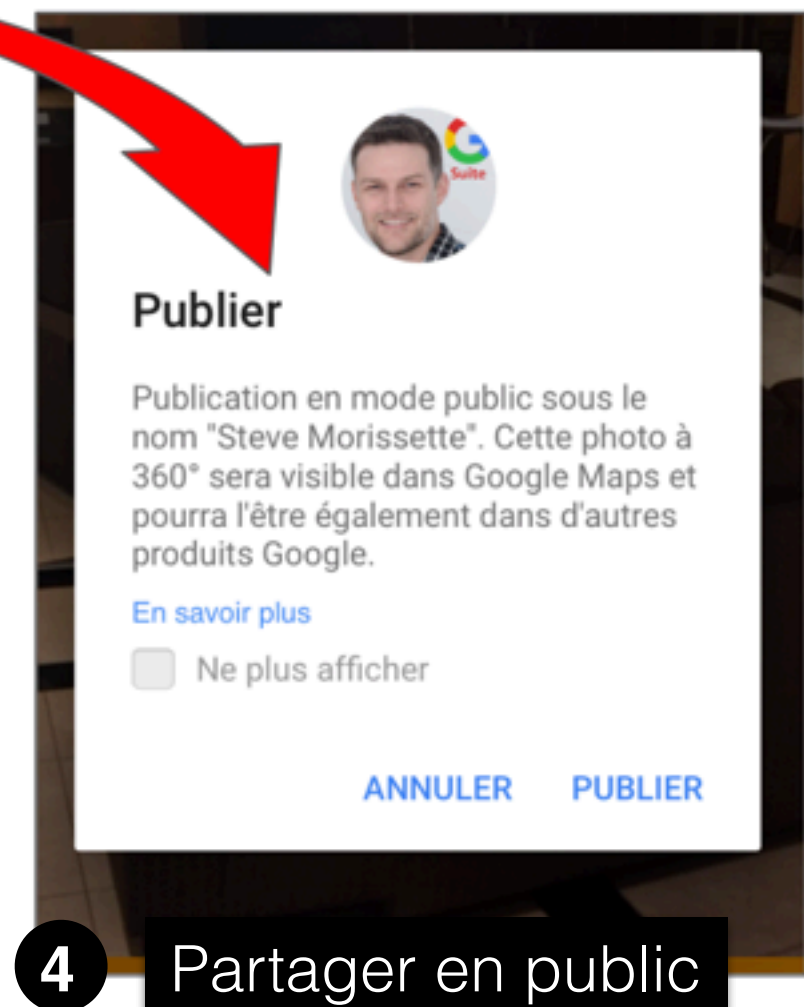 G
Suite
Publier
Publication en mode public sous le
nom "Steve Morissette". Cette photo à
360° sera visible dans Google Maps et
pourra l'être également dans d'autres
produits Google.
En savoir plus
Ne plus afficher
ANNULER PUBLIER
4 Partager en public